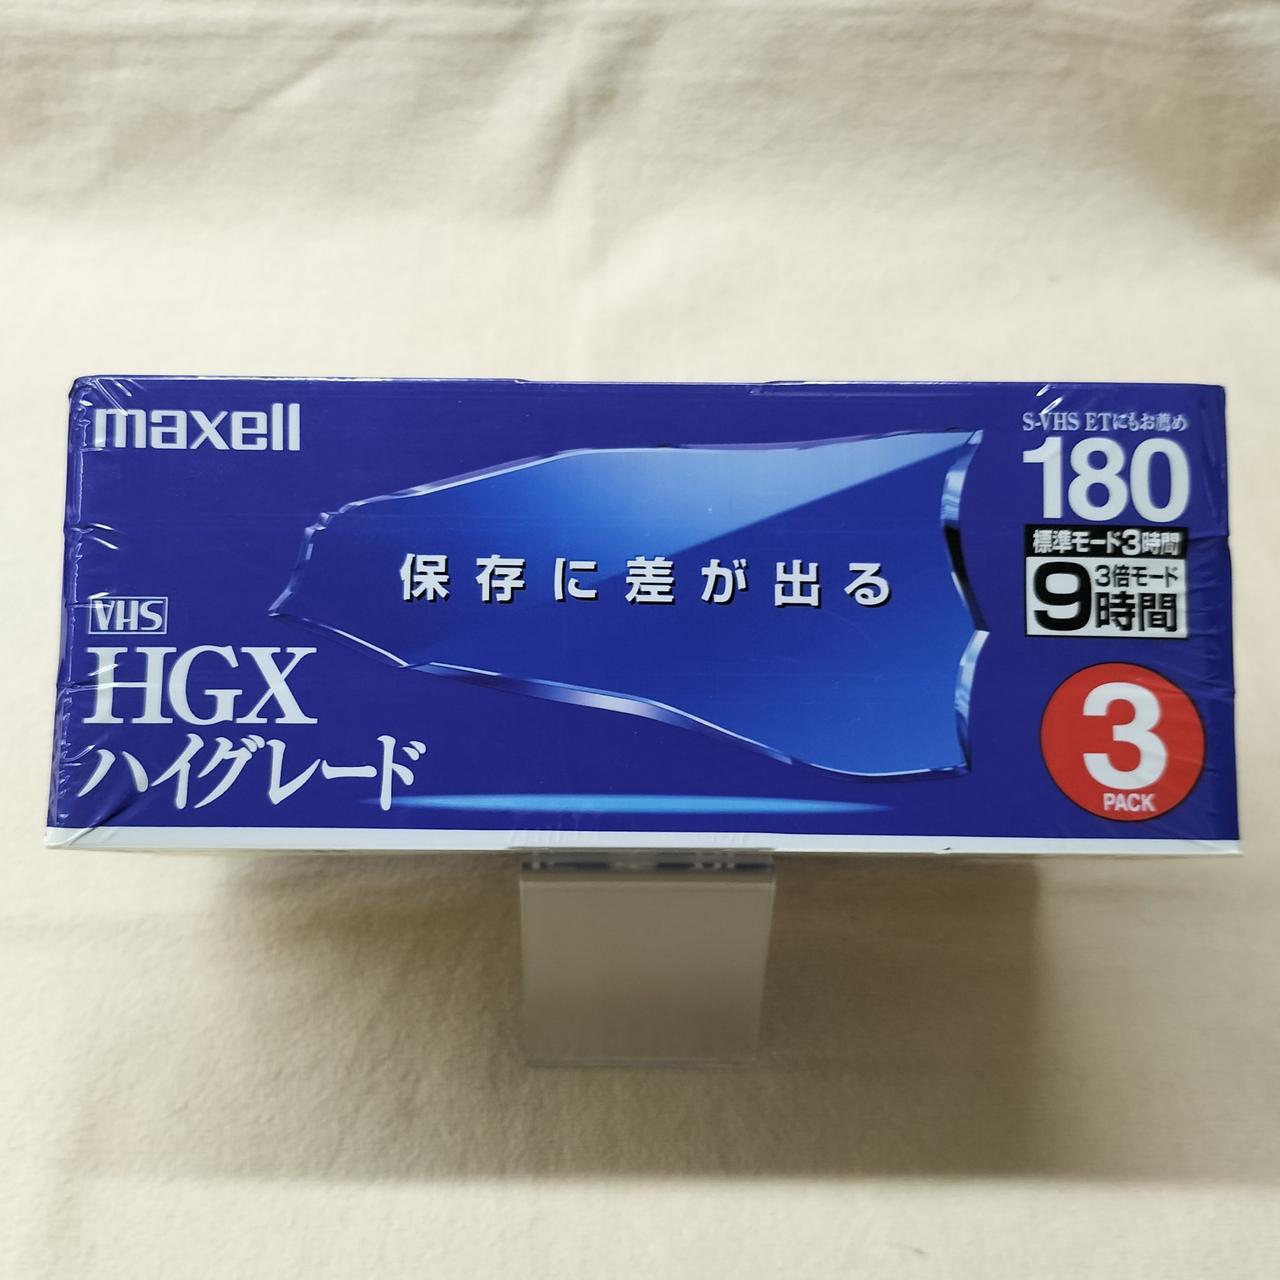 maxell
S-VHS ETにもお薦め
180
標準モード3時間
3倍モード
9時間
保存に差が出る
VHS
HGX
ハイグレード
3
PACK